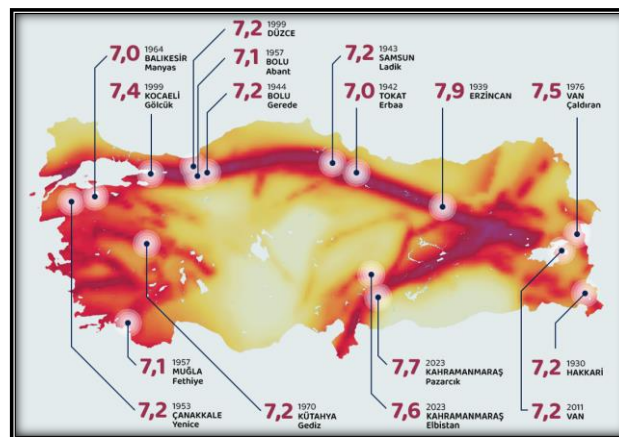 7,2 1999
DÜZCE
7,0 1964
BALIKESİR
Manyas
7,1 1957
BOLU
Abant
7,2 1943
SAMSUN
Ladik
7,4 1999
KOCAELİ
Gölcük
7,2 1944
BOLU
Gerede
7,0 1942
TOKAT
Erbaa
7,9 1939
ERZİNCAN
7,5 1976
VAN
Çaldıran
7,1 1957
MUĞLA
Fethiye
7,7 2023
KAHRAMANMARAŞ
Pazarcık
7,2 1930
HAKKARİ
7,2 1953
ÇANAKKALE
Yenice
7,2 1970
KÜTAHYA
Gediz
7,6 2023
KAHRAMANMARAŞ
Elbistan
7,2 2011
VAN